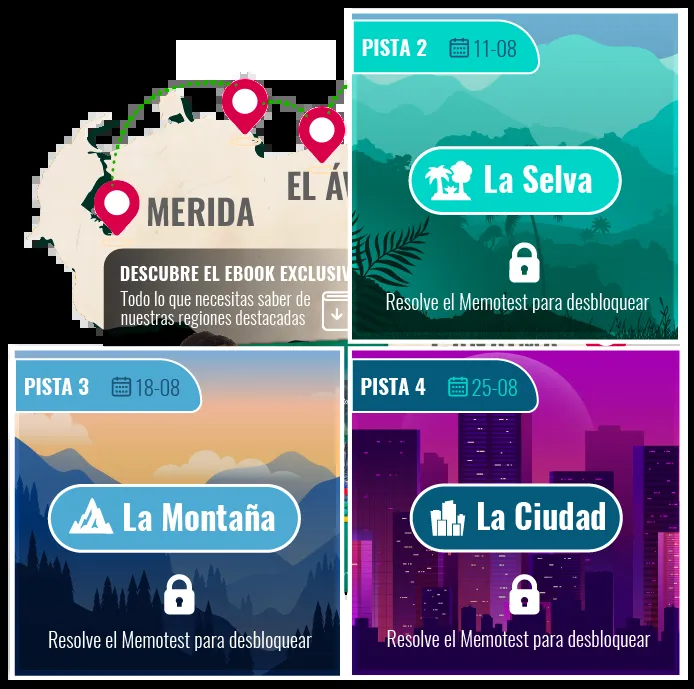 PISTA 2
11-08
La Selva
Resolve el Memotest para desbloquear
EL
MERIDA
DESCUBRE EL EBOOK
Todo lo que necesitas saber de
nuestras regiones destacadas
PISTA 3
18-08
La Montaña
Resolve el Memotest para desbloquear
PISTA 4
25-08
La Ciudad
Resolve el Memotest para desbloquear